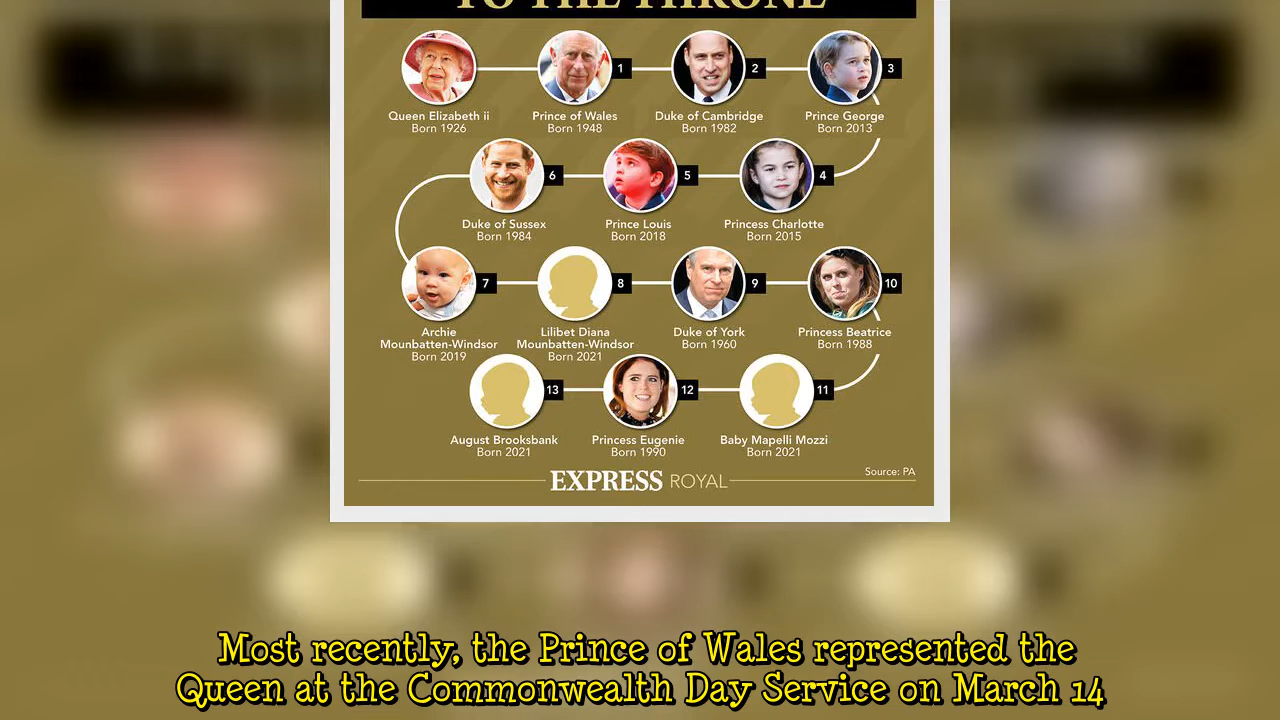 TO THE THRONE
1
2
3
Queen Elizabeth ii
Born 1926
Prince of Wales
Born 1948
Duke of Cambridge
Born 1982
Prince George
Born 2013
6
5
4
Duke of Sussex
Born 1984
Prince Louis
Born 2018
Princess Charlotte
Born 2015
7
8
9
10
Archie
Mountbatten-Windsor
Born 2019
Lilibet Diana
Mounbatten-Windsor
Born 2021
Duke of York
Born 1960
Princess Beatrice
Born 1988
13
12
11
August Brooksbank
Born 2021
Princess Eugenie
Born 1990
Baby Mapelli Mozzi
Born 2021
Source: PA
EXPRESS ROYAL
Most recently, the Prince of Wales represented the
Queen at the Commonwealth Day Service on March 14